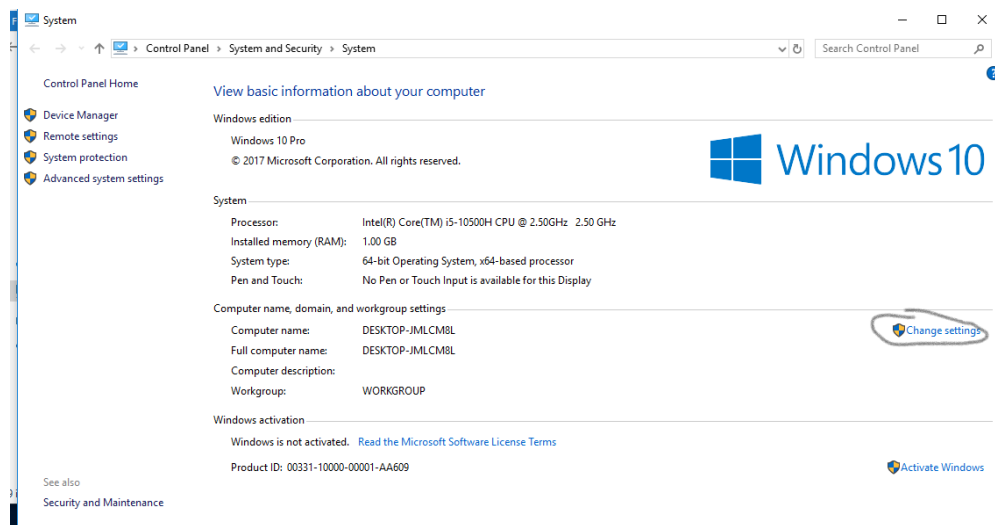 System
Control Panel > System and Security > System
Search Control Panel
Control Panel Home
Device Manager
Remote settings
System protection
Advanced system settings
View basic information about your computer
Windows edition
Windows 10 Pro
© 2017 Microsoft Corporation. All rights reserved.
Windows 10
System
Processor: Intel(R) Core(TM) i5-10500H CPU @ 2.50GHz 2.50 GHz
Installed memory (RAM): 1.00 GB
System type: 64-bit Operating System, x64-based processor
Pen and Touch: No Pen or Touch Input is available for this Display
Computer name, domain, and workgroup settings
Computer name: DESKTOP-JMLCM8L
Change settings
Full computer name: DESKTOP-JMLCM8L
Computer description:
Workgroup: WORKGROUP
Windows activation
Windows is not activated. Read the Microsoft Software License Terms
Product ID: 00331-10000-00001-AA609
Activate Windows
See also
Security and Maintenance